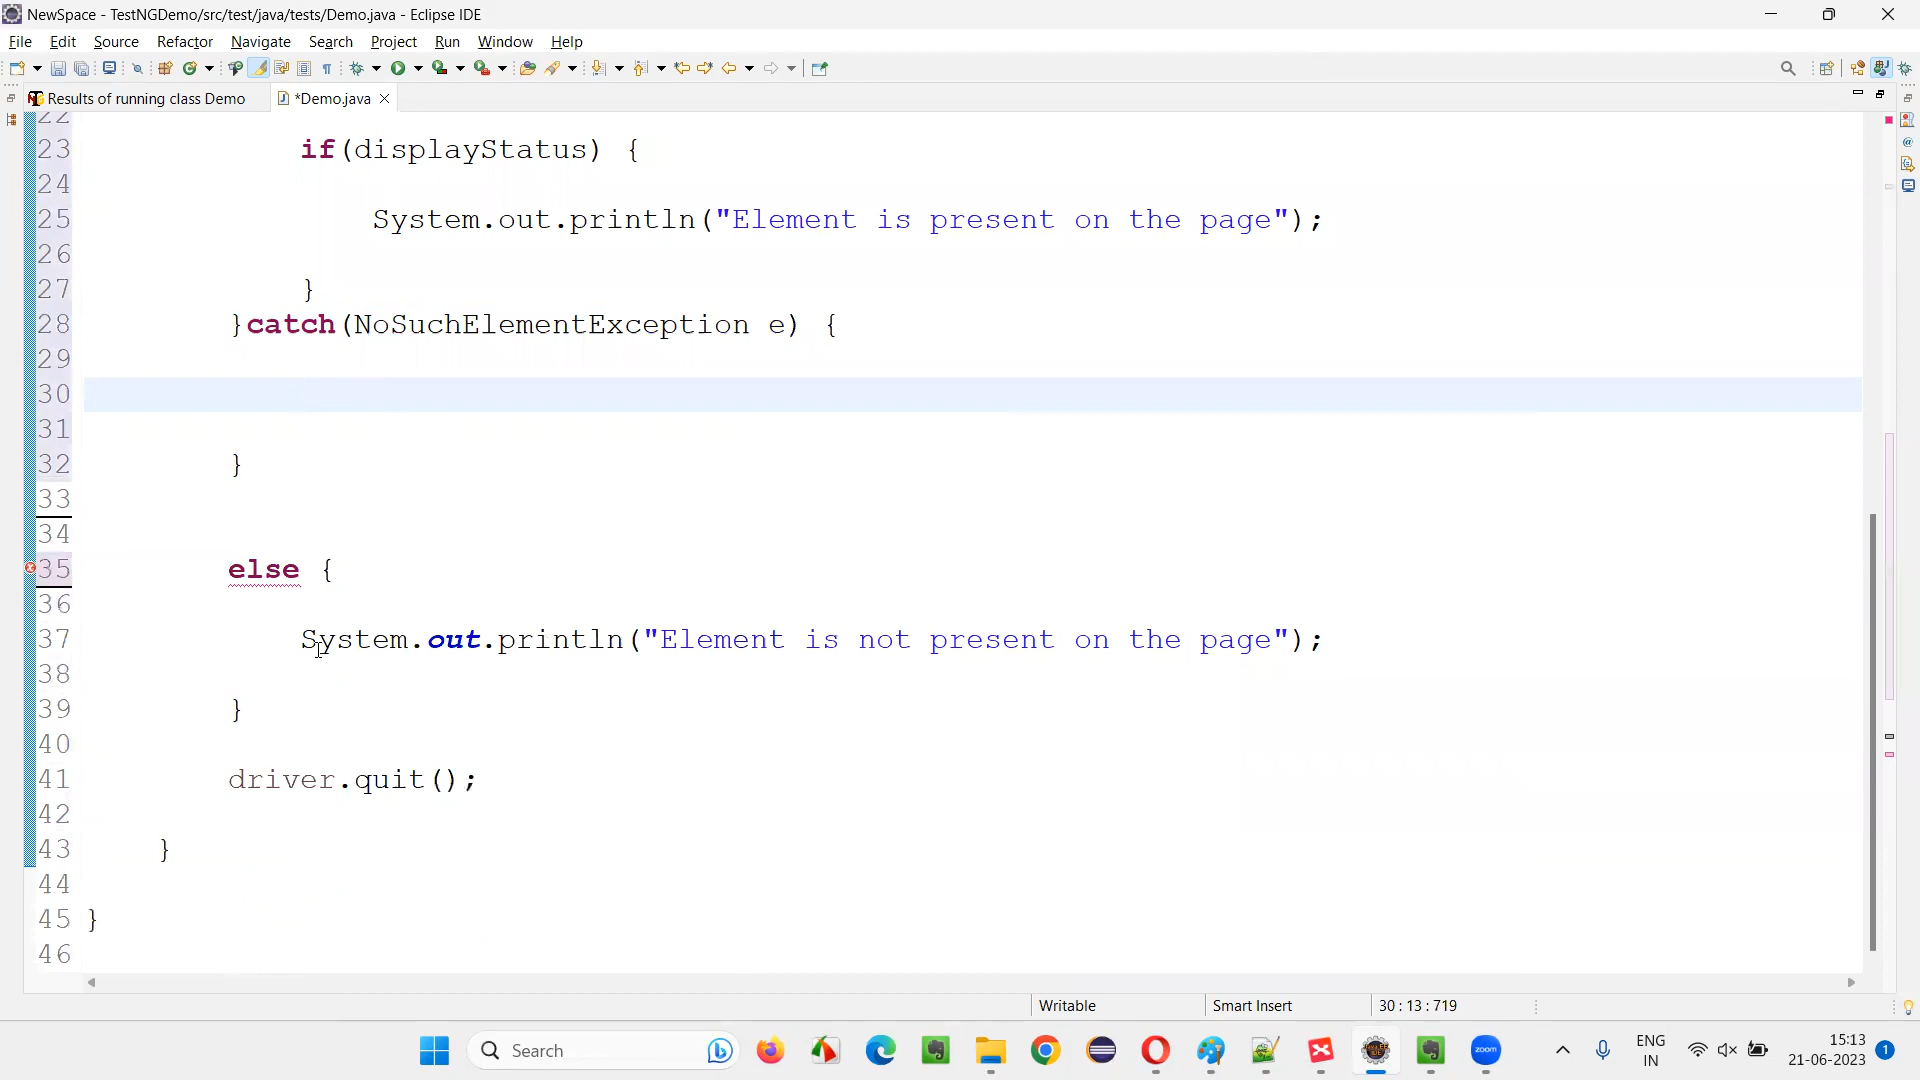 NewSpace - TestNGDemo/src/test/java/tests/Demo.java - Eclipse IDE
File Edit Source Refactor Navigate Search Project Run Window Help
Results of running class Demo *Demo.java
22
23 if(displayStatus) {
24
25 System.out.println("Element is present on the page");
26
27 }
28 }catch(NoSuchElementException e) {
29
30
31
32 }
33
34
35 else {
36
37 System.out.println("Element is not present on the page");
38
39 }
40
41 driver.quit();
42
43 }
44
45 }
46
Writable Smart Insert 30 : 13 : 719
Search zoom ENG IN 15:13 21-06-2023 1